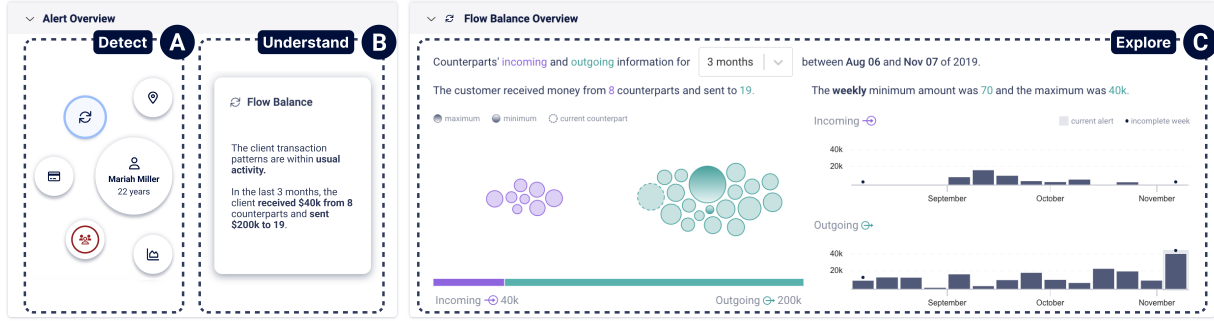 Alert Overview
Detect A
Understand B
Mariah Miller
22 years
Flow Balance
The client transaction
patterns are within usual
activity.
In the last 3 months, the
client received $40k from 8
counterparts and sent
$200k to 19.
Flow Balance Overview
Explore C
Counterparts' incoming and outgoing information for 3 months between Aug 06 and Nov 07 of 2019.
The customer received money from 8 counterparts and sent to 19.
maximum minimum current counterpart
Incoming 40k
Outgoing 200k
The weekly minimum amount was 70 and the maximum was 40k.
Incoming
current alert incomplete week
40k
20k
September October November
Outgoing
40k
20k
September October November